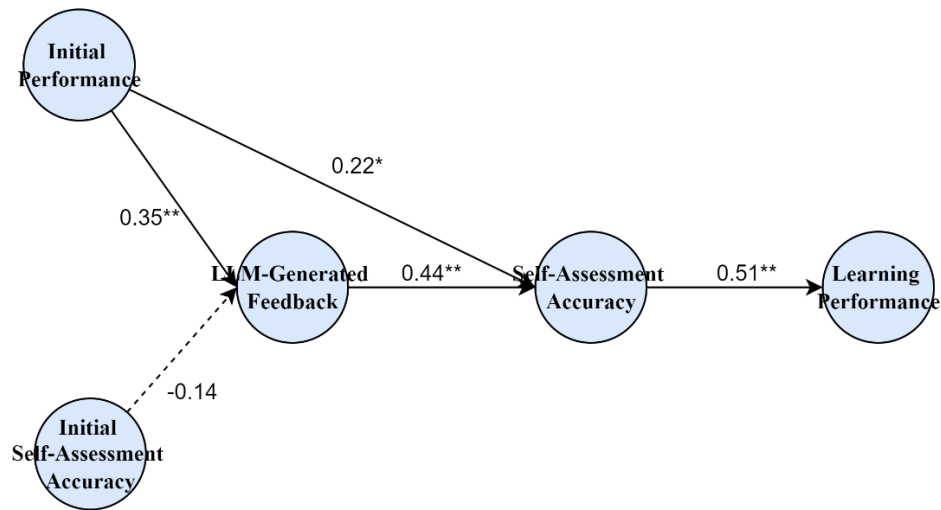 Initial
Performance
0.22*
0.35**
LLM-Generated
Feedback
0.44**
Self-Assessment
Accuracy
0.51**
Learning
Performance
-0.14
Initial
Self-Assessment
Accuracy